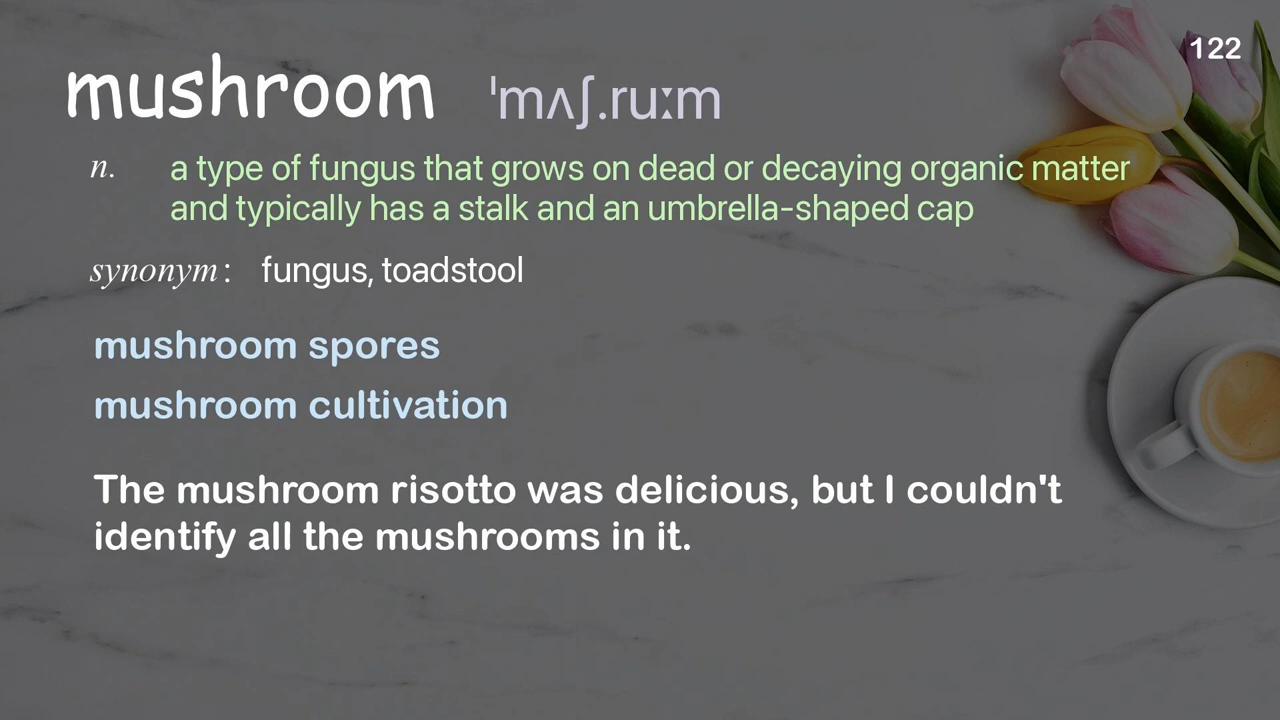 122
mushroom ˈmʌʃ.ruːm
n. a type of fungus that grows on dead or decaying organic matter
and typically has a stalk and an umbrella-shaped cap
synonym: fungus, toadstool
mushroom spores
mushroom cultivation
The mushroom risotto was delicious, but I couldn't
identify all the mushrooms in it.